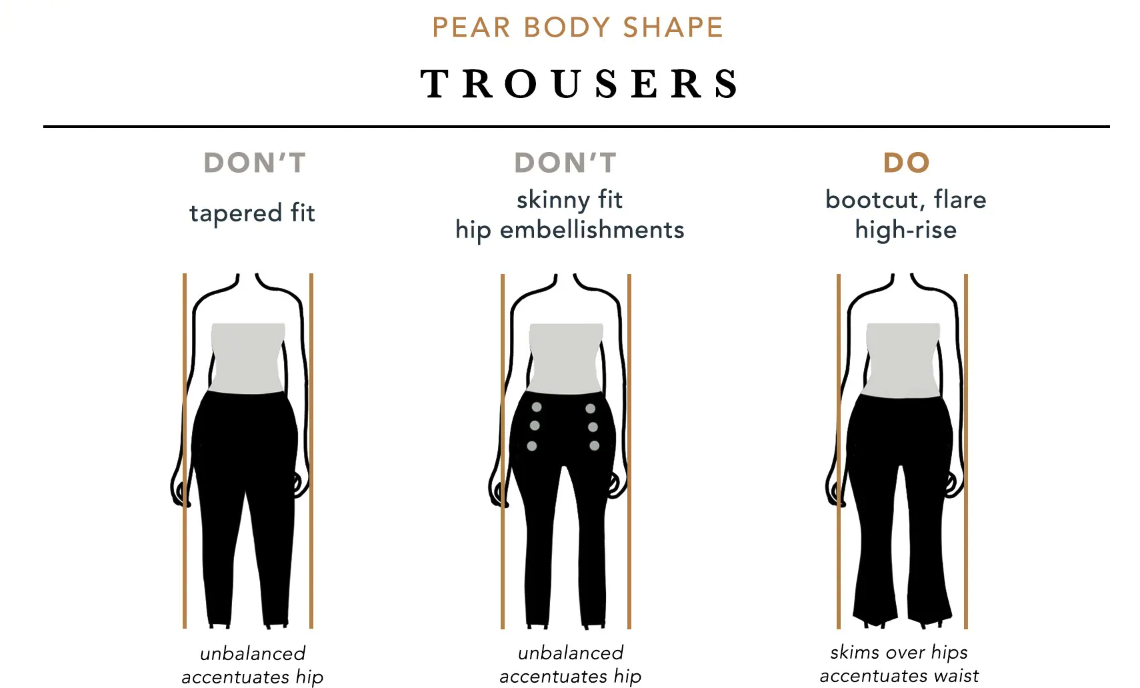 PEAR BODY SHAPE
TROUSERS
DON'T
tapered fit
DON'T
skinny fit
hip embellishments
DO
bootcut, flare
high-rise
unbalanced
accentuates hip
unbalanced
accentuates hip
skims over hips
accentuates waist